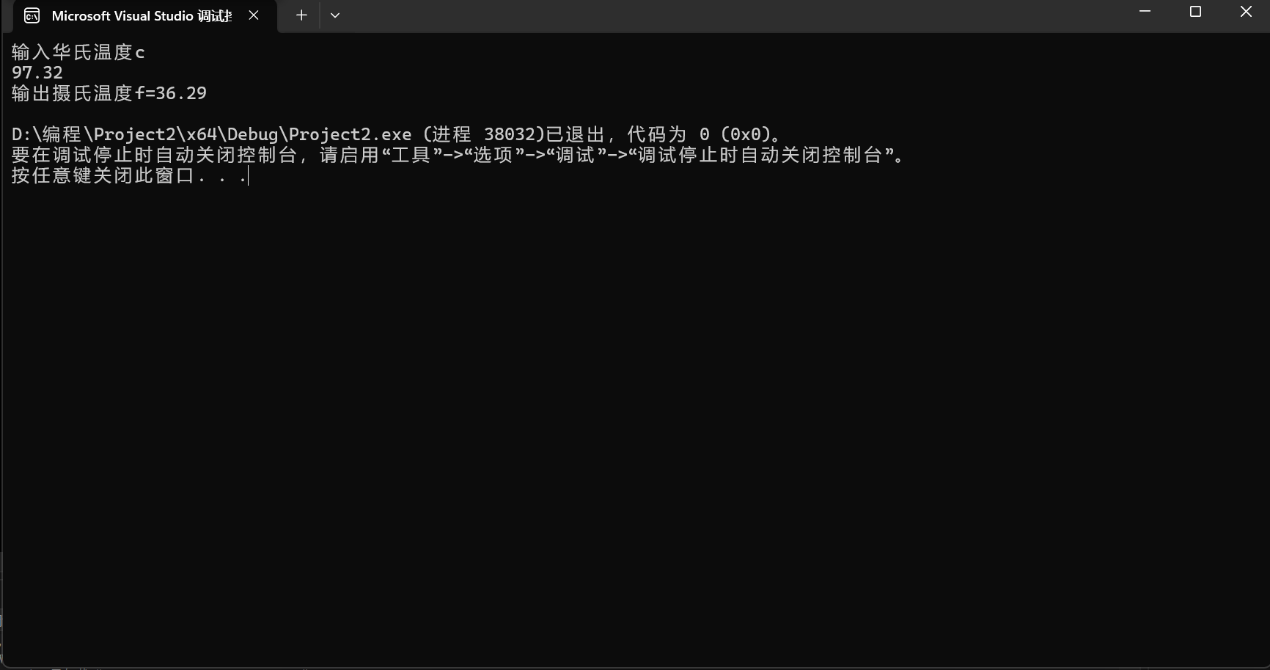 Microsoft Visual Studio 调试
输入华氏温度c
97.32
输出摄氏温度f=36.29
D:\编程\Project2\x64\Debug\Project2.exe (进程 38032)已退出，代码为 0 (0x0)。
要在调试停止时自动关闭控制台，请启用“工具”->“选项”->“调试”->“调试停止时自动关闭控制台”。
按任意键关闭此窗口. . .